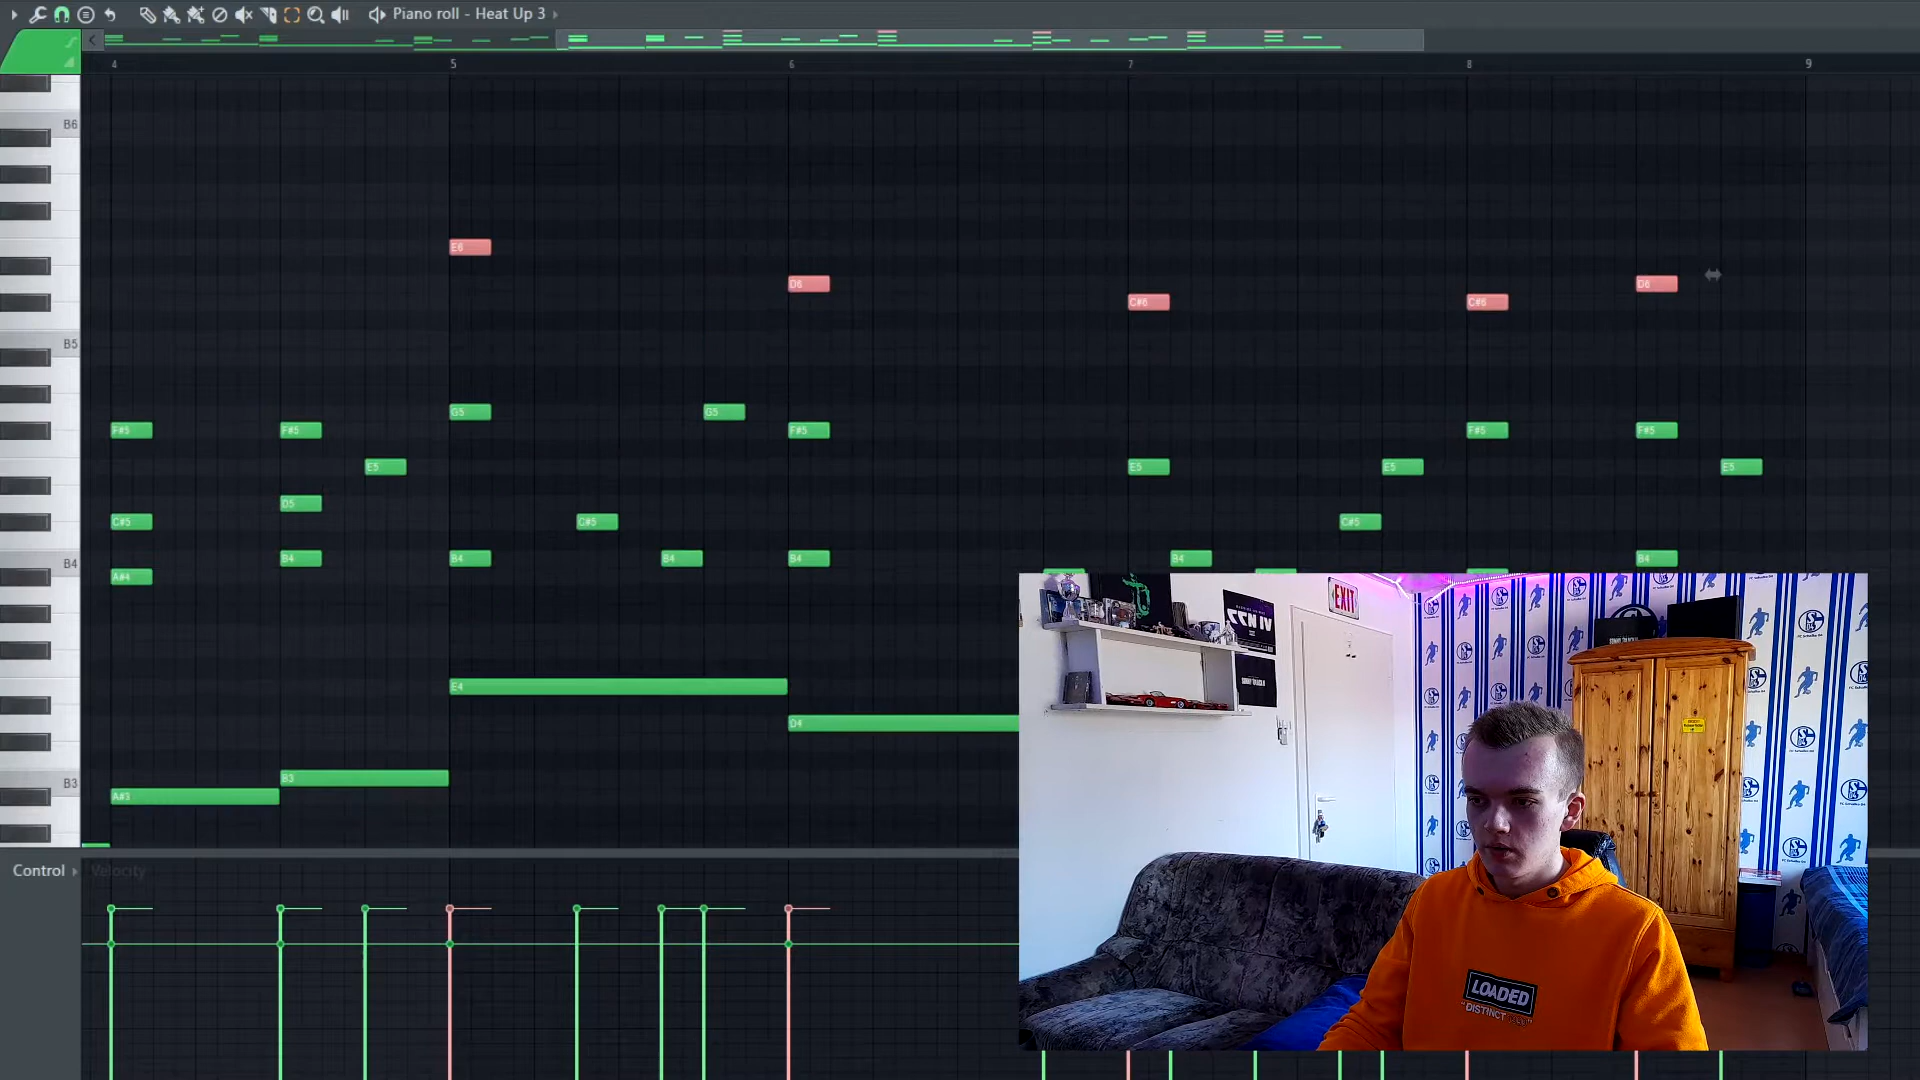 Piano roll - Heat Up 3
4 5 6 7 8 9
B6
E6
D6 D6
C#6 C#6
B5
G5 G5
F#5 F#5 F#5 F#5 F#5
E5 E5 E5 E5
D5
C#5 C#5 C#5
B4 B4 B4 B4 B4 B4
B4
A#4
E4
D4
B3
B3
A#3
Control
Velocity
EXIT
LOADED
"DISTINCT